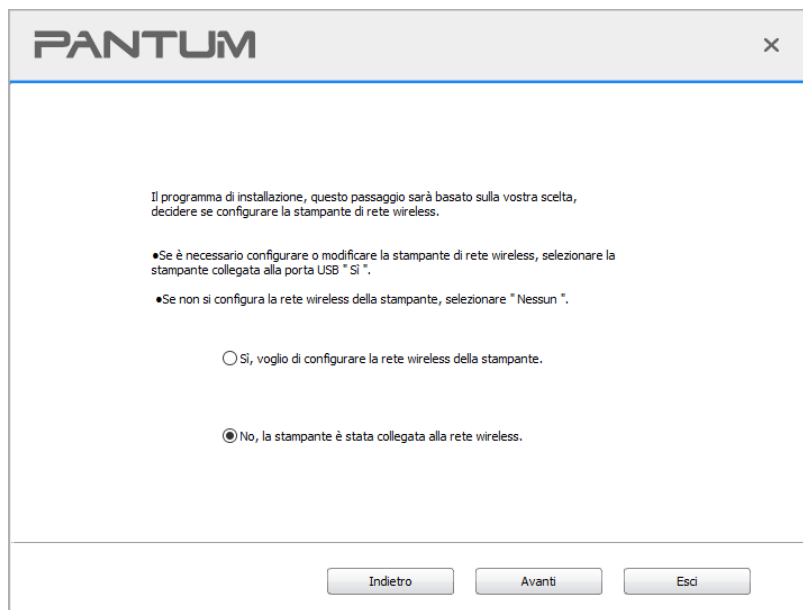 PANTUM
Il programma di installazione, questo passaggio sarà basato sulla vostra scelta,
decidere se configurare la stampante di rete wireless.
●Se è necessario configurare o modificare la stampante di rete wireless, selezionare la
stampante collegata alla porta USB " Sì ".
●Se non si configura la rete wireless della stampante, selezionare " Nessun ".
Sì, voglio di configurare la rete wireless della stampante.
No, la stampante è stata collegata alla rete wireless.
Indietro
Avanti
Esci